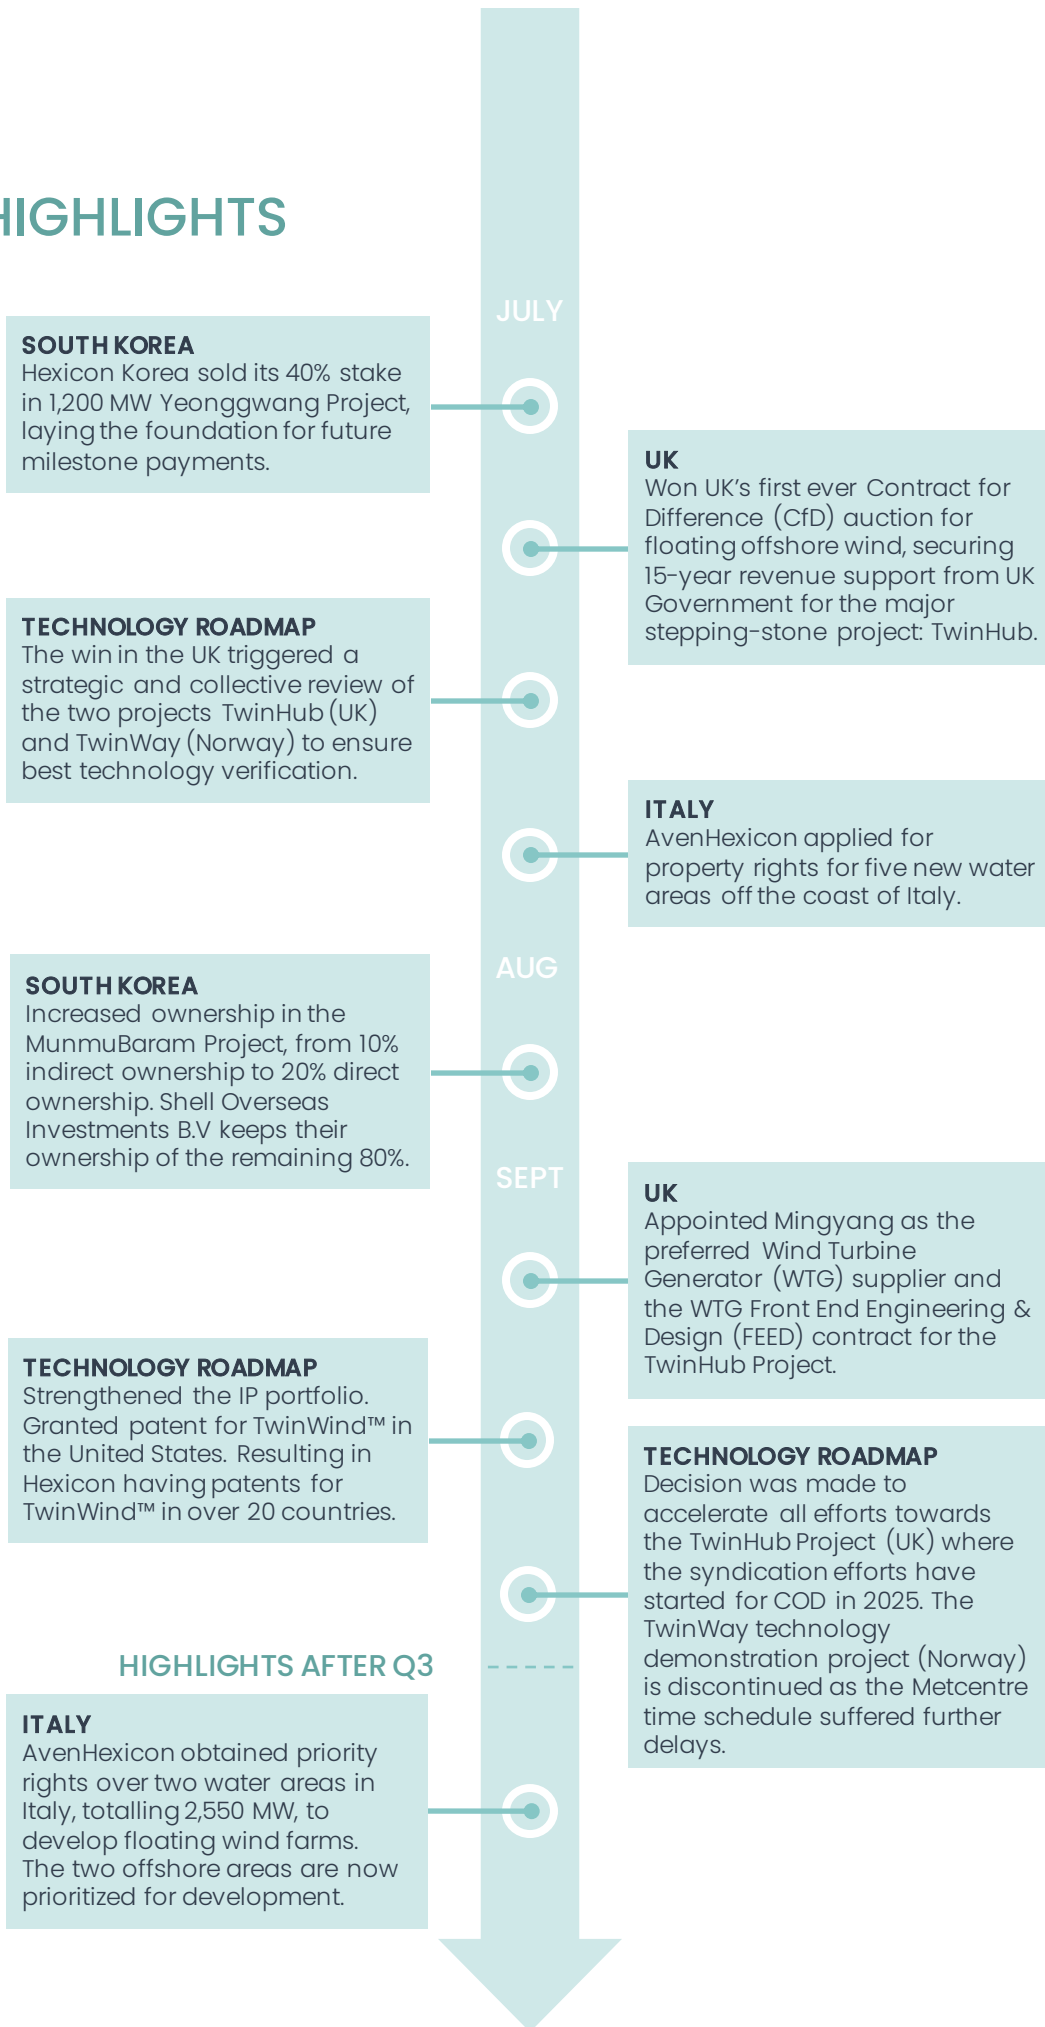 HIGHLIGHTS
JULY
SOUTH KOREA
Hexicon Korea sold its 40% stake
in 1,200 MW Yeonggwang Project,
laying the foundation for future
milestone payments.
UK
Won UK’s first ever Contract for
Difference (CfD) auction for
floating offshore wind, securing
15-year revenue support from UK
Government for the major
stepping-stone project: TwinHub.
TECHNOLOGY ROADMAP
The win in the UK triggered a
strategic and collective review of
the two projects TwinHub (UK)
and TwinWay (Norway) to ensure
best technology verification.
ITALY
AvenHexicon applied for
property rights for five new water
areas off the coast of Italy.
AUG
SOUTH KOREA
Increased ownership in the
MunmuBaram Project, from 10%
indirect ownership to 20% direct
ownership. Shell Overseas
Investments B.V keeps their
ownership of the remaining 80%.
SEPT
UK
Appointed Mingyang as the
preferred Wind Turbine
Generator (WTG) supplier and
the WTG Front End Engineering &
Design (FEED) contract for the
TwinHub Project.
TECHNOLOGY ROADMAP
Strengthened the IP portfolio.
Granted patent for TwinWind™ in
the United States. Resulting in
Hexicon having patents for
TwinWind™ in over 20 countries.
TECHNOLOGY ROADMAP
Decision was made to
accelerate all efforts towards
the TwinHub Project (UK) where
the syndication efforts have
started for COD in 2025. The
TwinWay technology
demonstration project (Norway)
is discontinued as the Metcentre
time schedule suffered further
delays.
HIGHLIGHTS AFTER Q3
ITALY
AvenHexicon obtained priority
rights over two water areas in
Italy, totalling 2,550 MW, to
develop floating wind farms.
The two offshore areas are now
prioritized for development.